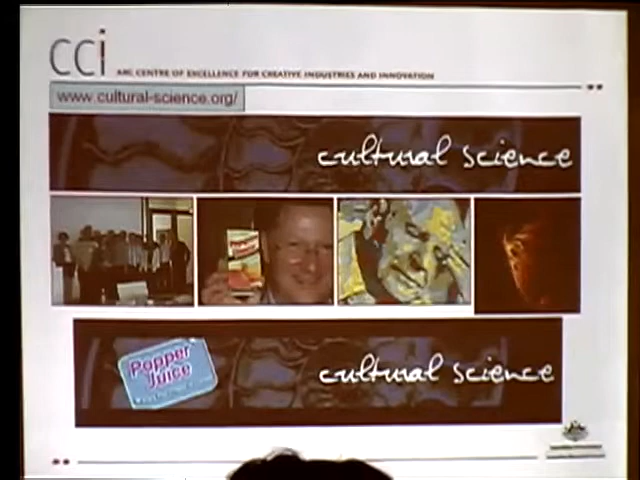 cci ARC CENTRE OF EXCELLENCE FOR CREATIVE INDUSTRIES AND INNOVATION
www.cultural-science.org/
cultural science
Popper
Juice
cultural science